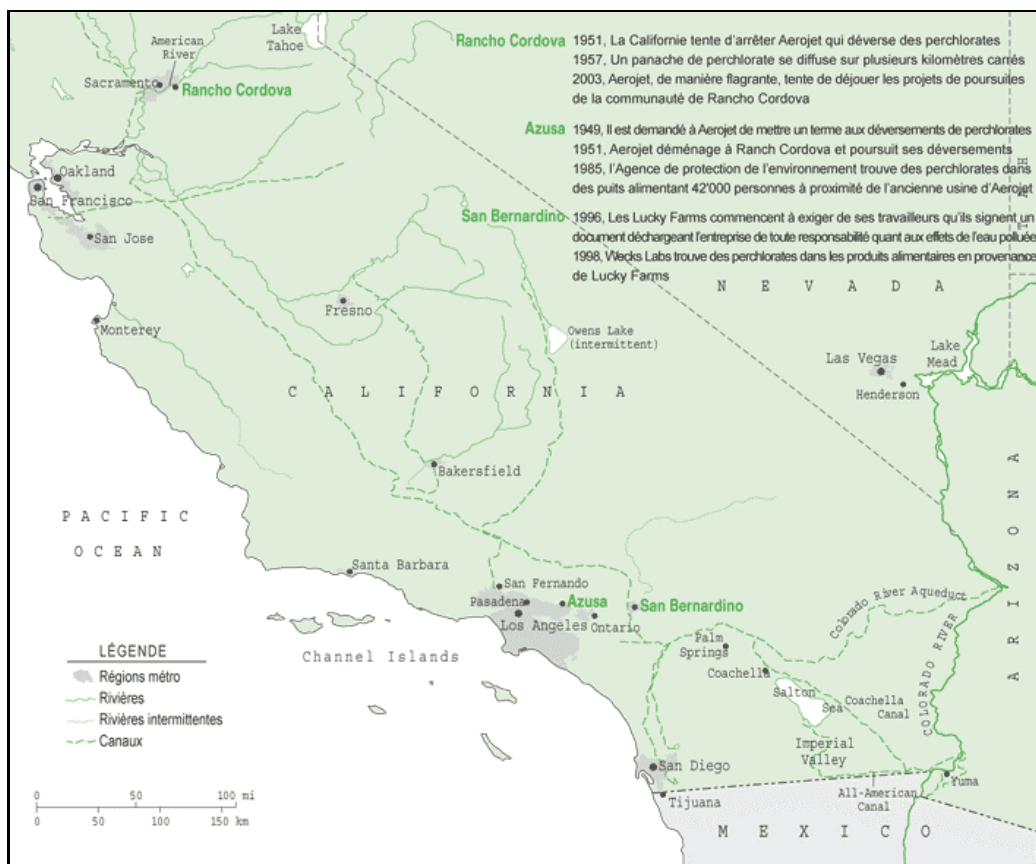 Lake
Tahoe
American
River
Sacramento
Rancho Cordova
Rancho Cordova 1951, La Californie tente d'arrêter Aerojet qui déverse des perchlorates
1957, Un panache de perchlorate se diffuse sur plusieurs kilomètres carrés
2003, Aerojet, de manière flagrante, tente de déjouer les projets de poursuites
de la communauté de Rancho Cordova
Azusa 1949, Il est demandé à Aerojet de mettre un terme aux déversements de perchlorates
1951, Aerojet déménage à Ranch Cordova et poursuit ses déversements
1985, l'Agence de protection de l'environnement trouve des perchlorates dans
des puits alimentant 42'000 personnes à proximité de l'ancienne usine d'Aerojet
San Bernardino 1996, Les Lucky Farms commencent à exiger de ses travailleurs qu'ils signent un
document déchargeant l'entreprise de toute responsabilité quant aux effets de l'eau polluée
1998, Wecks Labs trouve des perchlorates dans les produits alimentaires en provenance
de Lucky Farms
Oakland
San Francisco
San Jose
NEVADA
Fresno
Monterey
Owens Lake
(intermittent)
Las Vegas
Lake
Mead
Henderson
CALIFORNIA
Bakersfield
ARIZONA
PACIFIC
OCEAN
Santa Barbara
San Fernando
Pasadena
Azusa
San Bernardino
Los Angeles
Ontario
Colorado River Aqueduct
COLORADO RIVER
Palm
Springs
Coachella
Channel Islands
Salton
Sea
Coachella
Canal
Imperial
Valley
San Diego
All-American
Canal
Yuma
Tijuana
MEXICO
LÉGENDE
Régions métro
Rivières
Rivières intermittentes
Canaux
0 50 100 mi
0 50 100 150 km